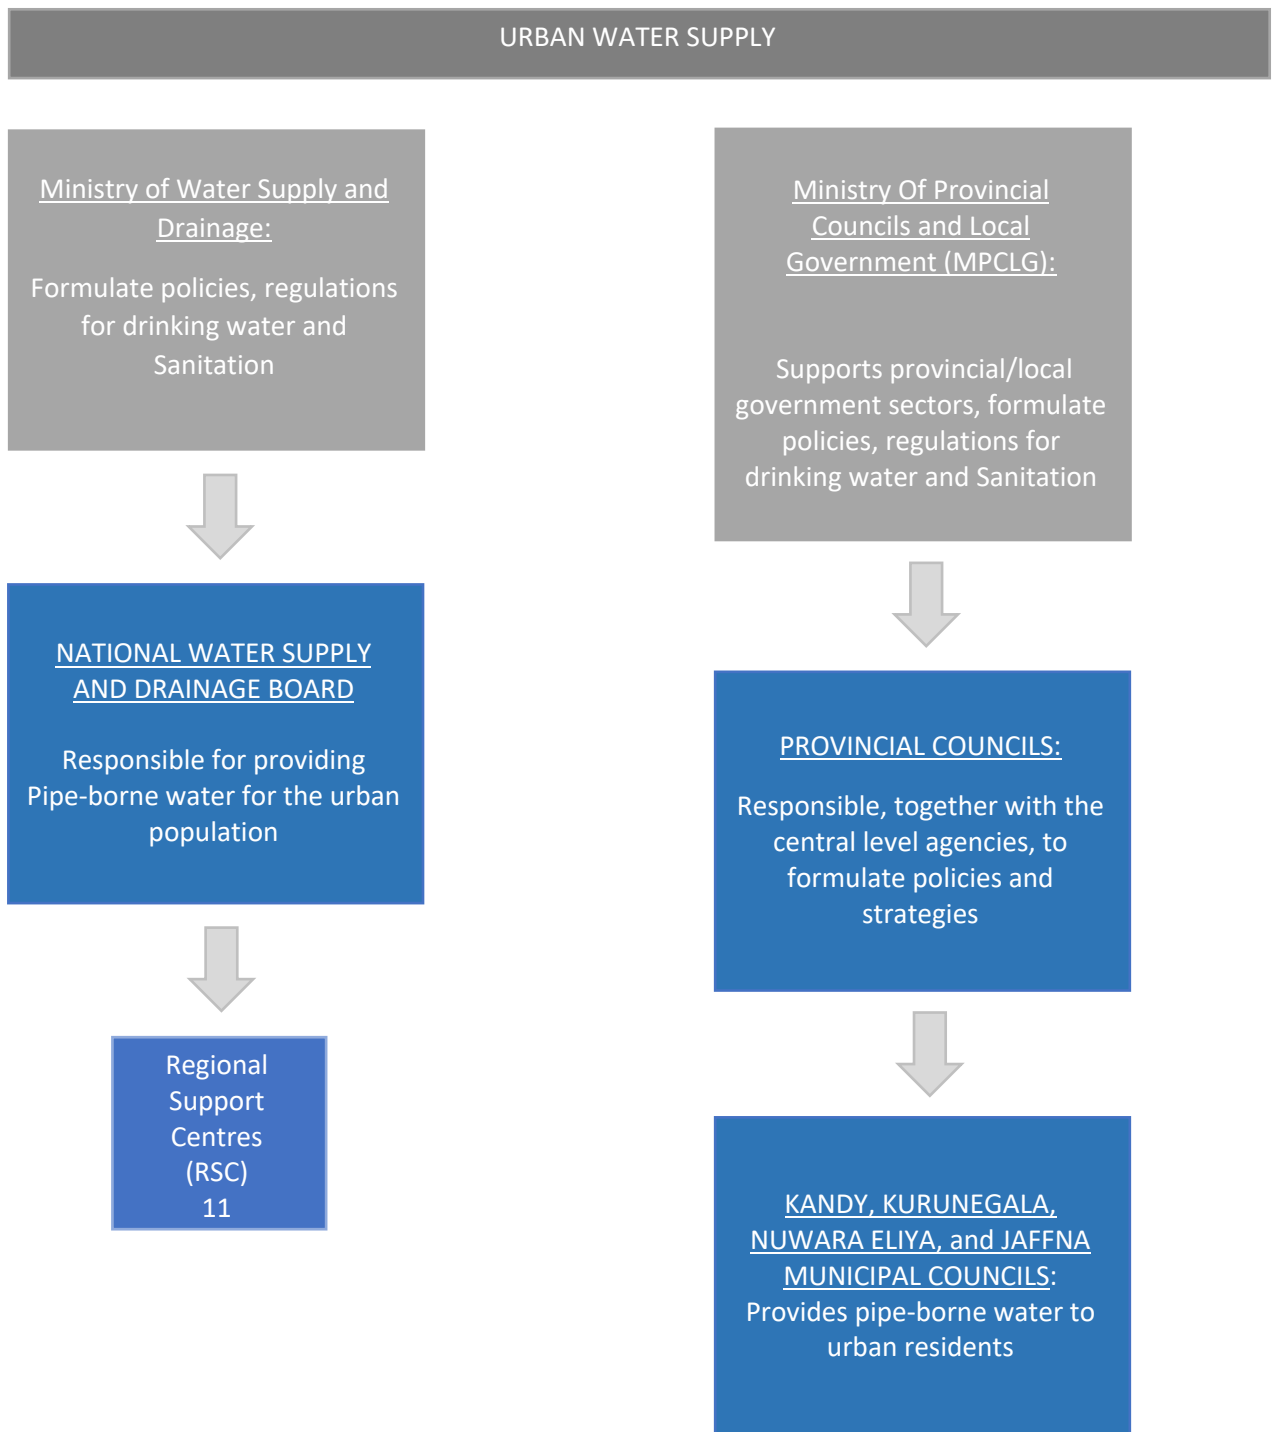 URBAN WATER SUPPLY
Ministry of Water Supply and
Drainage:
Formulate policies, regulations
for drinking water and
Sanitation
NATIONAL WATER SUPPLY
AND DRAINAGE BOARD
Responsible for providing
Pipe-borne water for the urban
population
Regional
Support
Centres
(RSC)
11
Ministry Of Provincial
Councils and Local
Government (MPCLG):
Supports provincial/local
government sectors, formulate
policies, regulations for
drinking water and Sanitation
PROVINCIAL COUNCILS:
Responsible, together with the
central level agencies, to
formulate policies and
strategies
KANDY, KURUNEGALA,
NUWARA ELIYA, and JAFFNA
MUNICIPAL COUNCILS:
Provides pipe-borne water to
urban residents